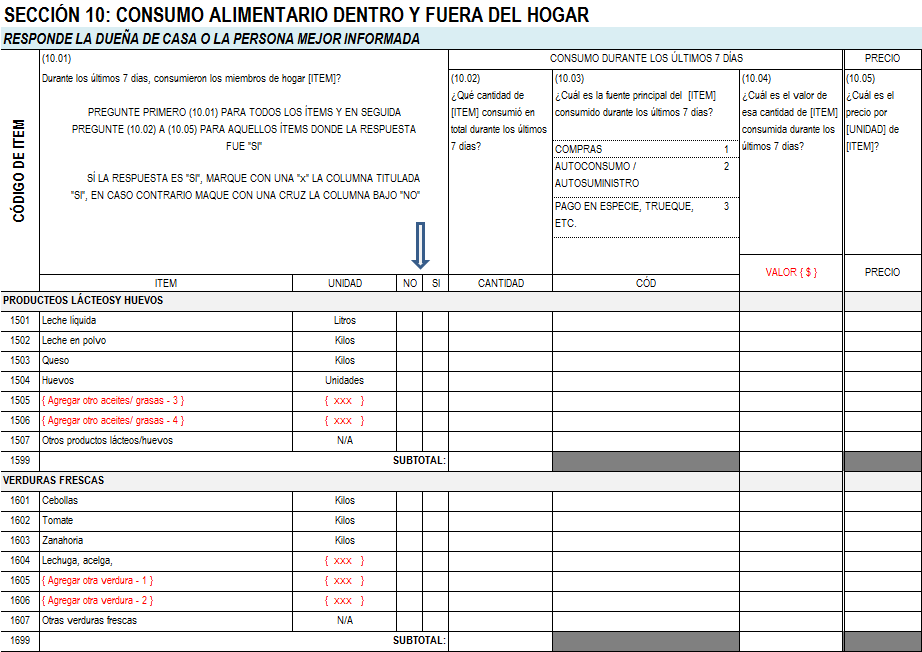 SECCIÓN 10: CONSUMO ALIMENTARIO DENTRO Y FUERA DEL HOGAR
RESPONDE LA DUEÑA DE CASA O LA PERSONA MEJOR INFORMADA
CÓDIGO DE ITEM
(10.01)
Durante los últimos 7 días, consumieron los miembros de hogar [ITEM]?
PREGUNTE PRIMERO (10.01) PARA TODOS LOS ÍTEMS Y EN SEGUIDA
PREGUNTE (10.02) A (10.05) PARA AQUELLOS ÍTEMS DONDE LA RESPUESTA
FUE "SI"
SÍ LA RESPUESTA ES "SI", MARQUE CON UNA "x" LA COLUMNA TITULADA
"SI", EN CASO CONTRARIO MAQUE CON UNA CRUZ LA COLUMNA BAJO "NO"
CONSUMO DURANTE LOS ÚLTIMOS 7 DÍAS
PRECIO
(10.02)
¿Qué cantidad de
[ITEM] consumió en
total durante los últimos
7 días?
(10.03)
¿Cuál es la fuente principal del [ITEM]
consumido durante los últimos 7 días?
COMPRAS 1
AUTOCONSUMO / 2
AUTOSUMINISTRO
PAGO EN ESPECIE, TRUEQUE, 3
ETC.
(10.04)
¿Cuál es el valor de
esa cantidad de [ITEM]
consumida durante los
últimos 7 días?
(10.05)
¿Cuál es el
precio por
[UNIDAD] de
[ITEM]?
ITEM UNIDAD NO SI CANTIDAD CÓD VALOR { $ } PRECIO
PRODUCTEOS LÁCTEOSY HUEVOS
1501 Leche líquida Litros
1502 Leche en polvo Kilos
1503 Queso Kilos
1504 Huevos Unidades
1505 { Agregar otro aceites/ grasas - 3 } { xxx }
1506 { Agregar otro aceites/ grasas - 4 } { xxx }
1507 Otros productos lácteos/huevos N/A
1599 SUBTOTAL:
VERDURAS FRESCAS
1601 Cebollas Kilos
1602 Tomate Kilos
1603 Zanahoria Kilos
1604 Lechuga, acelga, { xxx }
1605 { Agregar otra verdura - 1 } { xxx }
1606 { Agregar otra verdura - 2 } { xxx }
1607 Otras verduras frescas N/A
1699 SUBTOTAL: